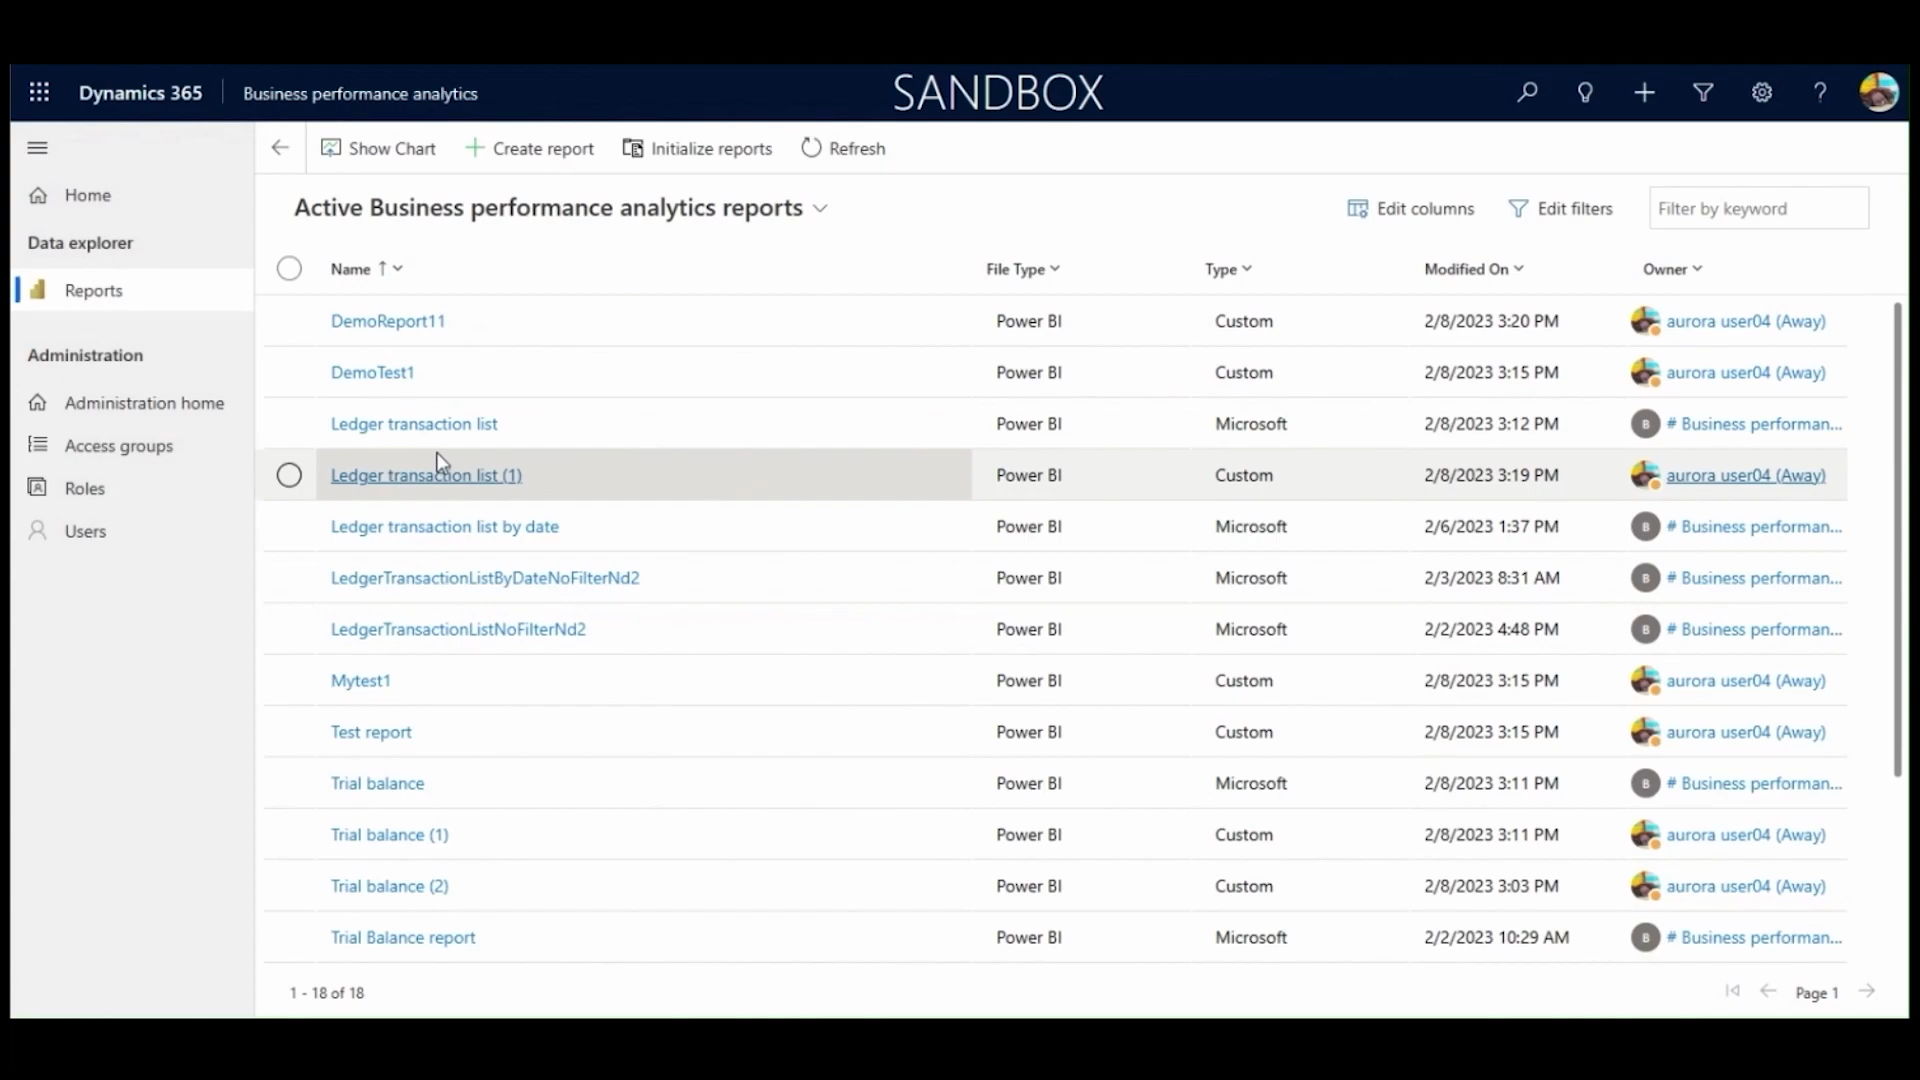 Dynamics 365
Business performance analytics
SANDBOX
Show Chart
Create report
Initialize reports
Refresh
Home
Data explorer
Reports
Administration
Administration home
Access groups
Roles
Users
Active Business performance analytics reports
Edit columns
Edit filters
Filter by keyword
Name File Type Type Modified On Owner
DemoReport11 Power BI Custom 2/8/2023 3:20 PM aurora user04 (Away)
DemoTest1 Power BI Custom 2/8/2023 3:15 PM aurora user04 (Away)
Ledger transaction list Power BI Microsoft 2/8/2023 3:12 PM B # Business performan...
Ledger transaction list (1) Power BI Custom 2/8/2023 3:19 PM aurora user04 (Away)
Ledger transaction list by date Power BI Microsoft 2/6/2023 1:37 PM B # Business performan...
LedgerTransactionListByDateNoFilterNd2 Power BI Microsoft 2/3/2023 8:31 AM B # Business performan...
LedgerTransactionListNoFilterNd2 Power BI Microsoft 2/2/2023 4:48 PM B # Business performan...
Mytest1 Power BI Custom 2/8/2023 3:15 PM aurora user04 (Away)
Test report Power BI Custom 2/8/2023 3:15 PM aurora user04 (Away)
Trial balance Power BI Microsoft 2/8/2023 3:11 PM B # Business performan...
Trial balance (1) Power BI Custom 2/8/2023 3:11 PM aurora user04 (Away)
Trial balance (2) Power BI Custom 2/8/2023 3:03 PM aurora user04 (Away)
Trial Balance report Power BI Microsoft 2/2/2023 10:29 AM B # Business performan...
1 - 18 of 18
Page 1